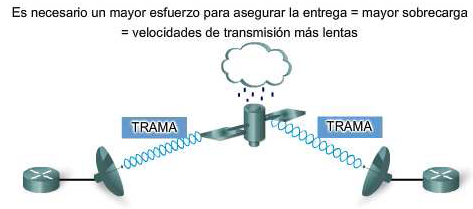 Es necesario un mayor esfuerzo para asegurar la entrega = mayor sobrecarga
= velocidades de transmisión más lentas
TRAMA
TRAMA